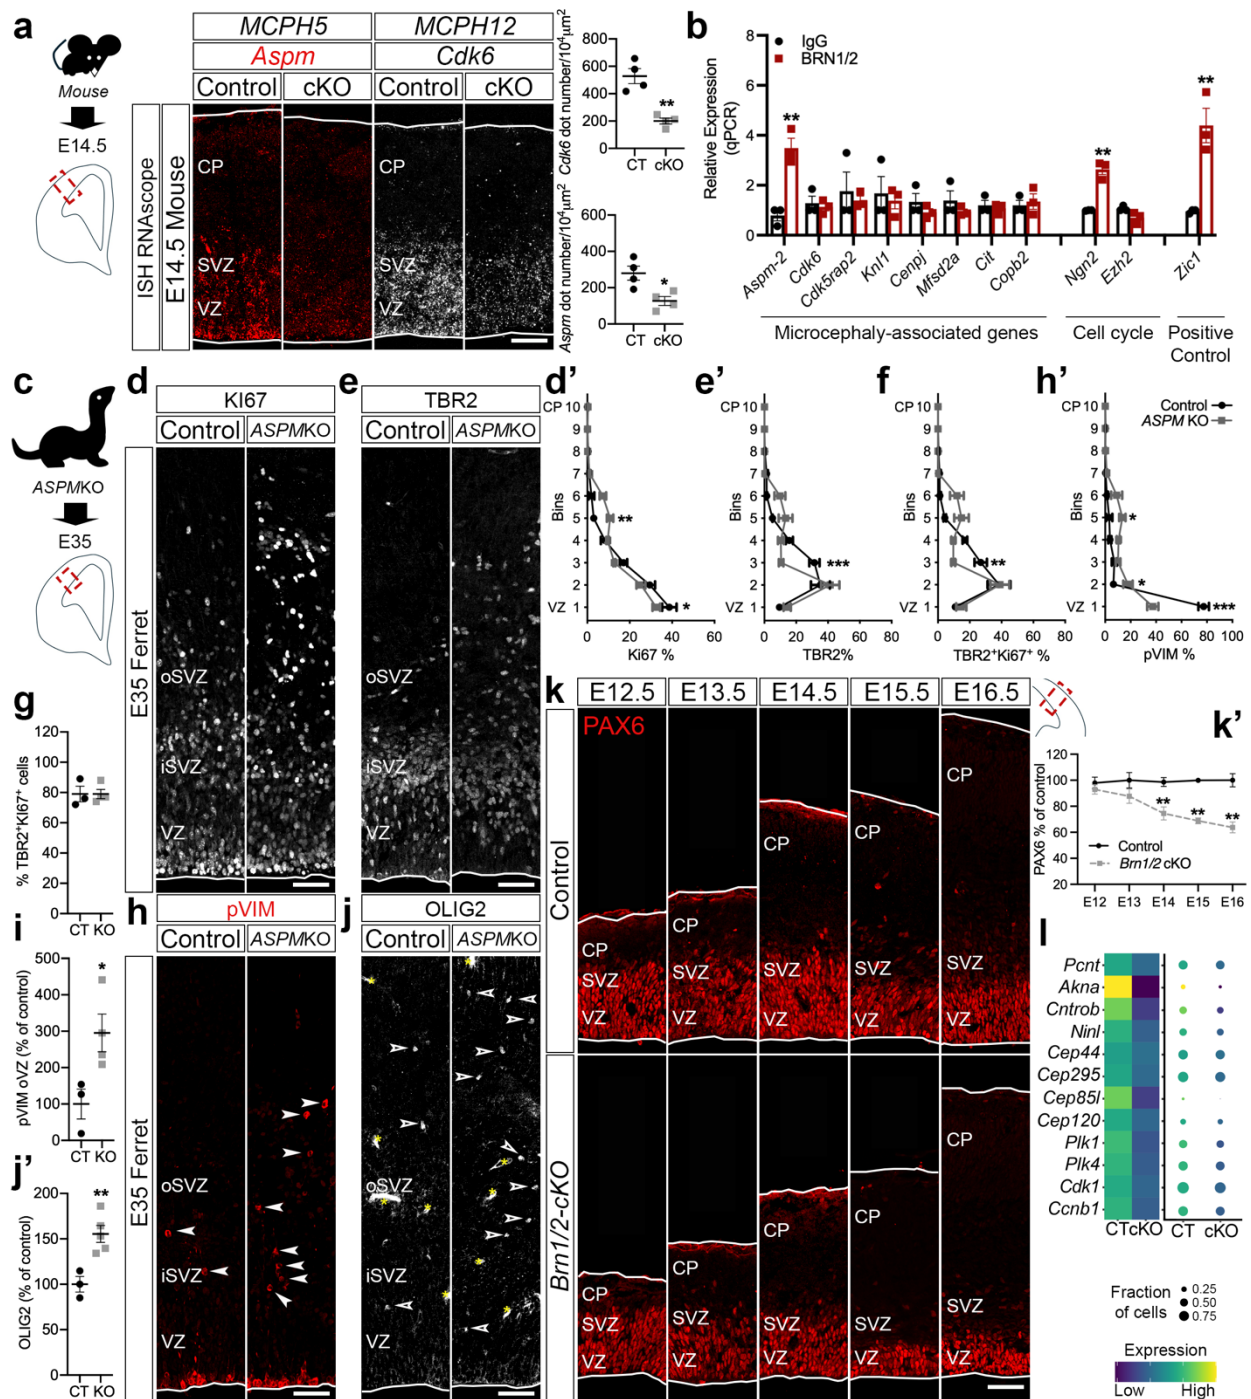 a
Mouse
E14.5
ISH RNAscope
E14.5 Mouse
MCPH5
MCPH12
Aspm
Cdk6
Control
cKO
Control
cKO
CP
SVZ
VZ
Cdk6 dot number/10⁴μm²
800
600
400
200
0
**
CT
cKO
Aspm dot number/10⁴μm²
600
400
200
0
*
CT
cKO
b
IgG
BRN1/2
Relative Expression
(qPCR)
8
6
4
2
0
**
**
**
Aspm-2
Cdk6
Cdk5rap2
Knl1
Cenpj
Mfsd2a
Cit
Copb2
Ngn2
Ezh2
Zic1
Microcephaly-associated genes
Cell cycle
Positive
Control
c
ASPMKO
E35
d
KI67
Control
ASPMKO
E35 Ferret
oSVZ
iSVZ
VZ
e
TBR2
Control
ASPMKO
oSVZ
iSVZ
VZ
d'
CP 10
9
8
7
6
5
4
3
2
VZ 1
Bins
**
*
0
20
40
60
Ki67 %
e'
CP 10
9
8
7
6
5
4
3
2
VZ 1
Bins
***
0
20
40
60
80
TBR2%
f
CP 10
9
8
7
6
5
4
3
2
VZ 1
Bins
**
0
20
40
60
80
TBR2⁺Ki67⁺ %
h'
Control
ASPM KO
CP 10
9
8
7
6
5
4
3
2
VZ 1
Bins
*
*
***
0
20
40
60
80
100
pVIM %
g
% TBR2⁺KI67⁺ cells
120
100
80
60
40
20
0
CT KO
h
pVIM
Control
ASPMKO
E35 Ferret
oSVZ
iSVZ
VZ
i
pVIM oVZ (% of control)
500
400
300
200
100
0
*
CT KO
j
OLIG2
Control
ASPMKO
oSVZ
iSVZ
VZ
j'
OLIG2 (% of control)
200
150
100
50
0
**
CT KO
k
E12.5
E13.5
E14.5
E15.5
E16.5
PAX6
Control
CP
SVZ
VZ
CP
SVZ
VZ
CP
CP
SVZ
VZ
CP
SVZ
VZ
Brn1/2-cKO
CP
SVZ
VZ
CP
SVZ
VZ
CP
CP
SVZ
VZ
CP
SVZ
VZ
k'
PAX6 % of control
120
100
80
60
40
20
**
**
**
Control
Brn1/2 cKO
E12
E13
E14
E15
E16
l
Pcnt
Akna
Cntrob
Ninl
Cep44
Cep295
Cep85l
Cep120
Plk1
Plk4
Cdk1
Ccnb1
CT
cKO
CT
cKO
Fraction
of cells
0.25
0.50
0.75
Expression
Low
High